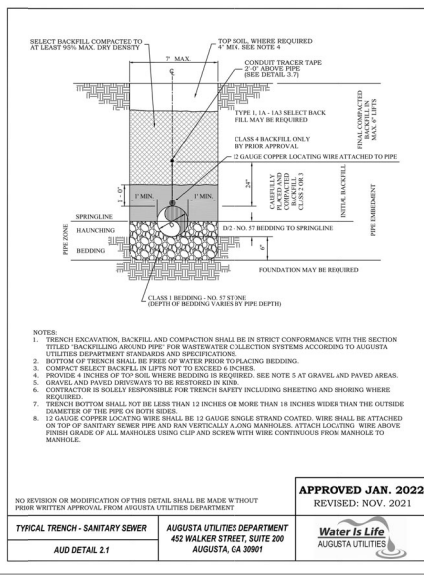 SELECT BACKFILL COMPACTED TO
AT LEAST 95% MAX. DRY DENSITY
TOP SOIL, WHERE REQUIRED
4" MIN. SEE NOTE 4
7' MAX.
CONDUIT TRACER TAPE
2'-0" ABOVE PIPE
(SEE DETAIL 3.7)
TYPE 1, 1A - 1A3 SELECT BACK
FILL MAY BE REQUIRED
CLASS 4 BACKFILL ONLY
BY PRIOR APPROVAL
FINAL COMPACTED
BACKFILL IN
MAX. 6" LIFTS
12 GAUGE COPPER LOCATING WIRE ATTACHED TO PIPE
1 - 0"
1' MIN.
1' MIN.
24"
CAREFULLY
PLACED AND
COMPACTED
BACKFILL
CLASS 2 OR 3
INITIAL BACKFILL
PIPE EMBEDMENT
PIPE ZONE
SPRINGLINE
HAUNCHING
BEDDING
D/2 - NO. 57 BEDDING TO SPRINGLINE
6"
FOUNDATION MAY BE REQUIRED
CLASS 1 BEDDING - NO. 57 STONE
(DEPTH OF BEDDING VARIES BY PIPE DEPTH)
NOTES:
1. TRENCH EXCAVATION, BACKFILL AND COMPACTION SHALL BE IN STRICT CONFORMANCE WITH THE SECTION
TITLED "BACKFILLING AROUND PIPE" FOR WASTEWATER COLLECTION SYSTEMS ACCORDING TO AUGUSTA
UTILITIES DEPARTMENT STANDARDS AND SPECIFICATIONS.
2. BOTTOM OF TRENCH SHALL BE FREE OF WATER PRIOR TO PLACING BEDDING.
3. COMPACT SELECT BACKFILL IN LIFTS NOT TO EXCEED 6 INCHES.
4. PROVIDE 4 INCHES OF TOP SOIL WHERE BEDDING IS REQUIRED. SEE NOTE 5 AT GRAVEL AND PAVED AREAS.
5. GRAVEL AND PAVED DRIVEWAYS TO BE RESTORED IN KIND.
6. CONTRACTOR IS SOLELY RESPONSIBLE FOR TRENCH SAFETY INCLUDING SHEETING AND SHORING WHERE
REQUIRED.
7. TRENCH BOTTOM SHALL NOT BE LESS THAN 12 INCHES OR MORE THAN 18 INCHES WIDER THAN THE OUTSIDE
DIAMETER OF THE PIPE ON BOTH SIDES.
8. 12 GAUGE COPPER LOCATING WIRE SHALL BE 12 GAUGE SINGLE STRAND COATED. WIRE SHALL BE ATTACHED
ON TOP OF SANITARY SEWER PIPE AND RAN VERTICALLY ALONG MANHOLES. ATTACH LOCATING WIRE ABOVE
FINISH GRADE OF ALL MANHOLES USING CLIP AND SCREW WITH WIRE CONTINUOUS FROM MANHOLE TO
MANHOLE.
NO REVISION OR MODIFICATION OF THIS DETAIL SHALL BE MADE WITHOUT
PRIOR WRITTEN APPROVAL FROM AUGUSTA UTILITIES DEPARTMENT
APPROVED JAN. 2022
REVISED: NOV. 2021
TYPICAL TRENCH - SANITARY SEWER
AUD DETAIL 2.1
AUGUSTA UTILITIES DEPARTMENT
452 WALKER STREET, SUITE 200
AUGUSTA, GA 30901
Water Is Life
AUGUSTA UTILITIES